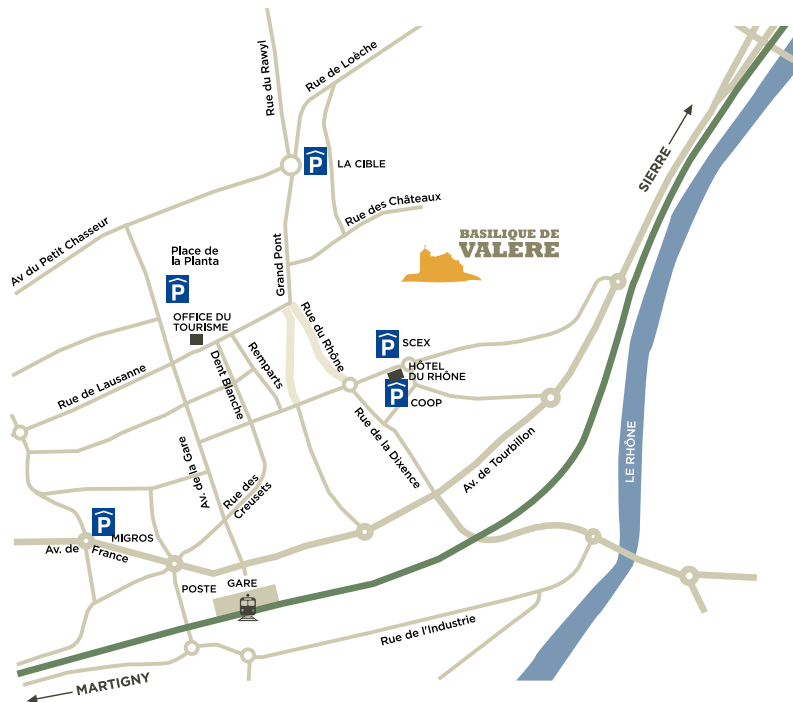 Rue du Rawyl
Rue de Loèche
P
LA CIBLE
Av du Petit Chasseur
Rue des Châteaux
SIERRE
BASILIQUE DE
VALÈRE
Place de
la Planta
P
Grand Pont
OFFICE DU
TOURISME
Rue du Rhône
P
SCEX
HÔTEL
DU RHÔNE
P
COOP
Remparts
Dent Blanche
Rue de Lausanne
Rue de la Dixence
Av. de Tourbillon
LE RHÔNE
Av. de la Gare
Rue des
Creusets
P
MIGROS
Av. de France
POSTE
GARE
Rue de l'Industrie
MARTIGNY